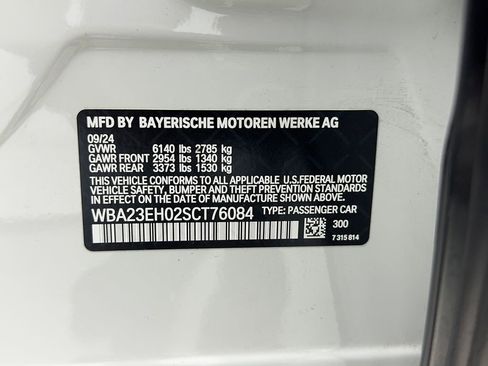 MFD BY BAYERISCHE MOTOREN WERKE AG
09/24
GVWR 6140 lbs 2785 kg
GAWR FRONT 2954 lbs 1340 kg
GAWR REAR 3373 lbs 1530 kg
THIS VEHICLE CONFORMS TO ALL APPLICABLE U.S.FEDERAL MOTOR
VEHICLE SAFETY, BUMPER AND THEFT PREVENTION STANDARDS
IN EFFECT ON THE DATE OF MANUFACTURE SHOWN ABOVE.
WBA23EH02SCT76084 TYPE: PASSENGER CAR
300
7 315 814